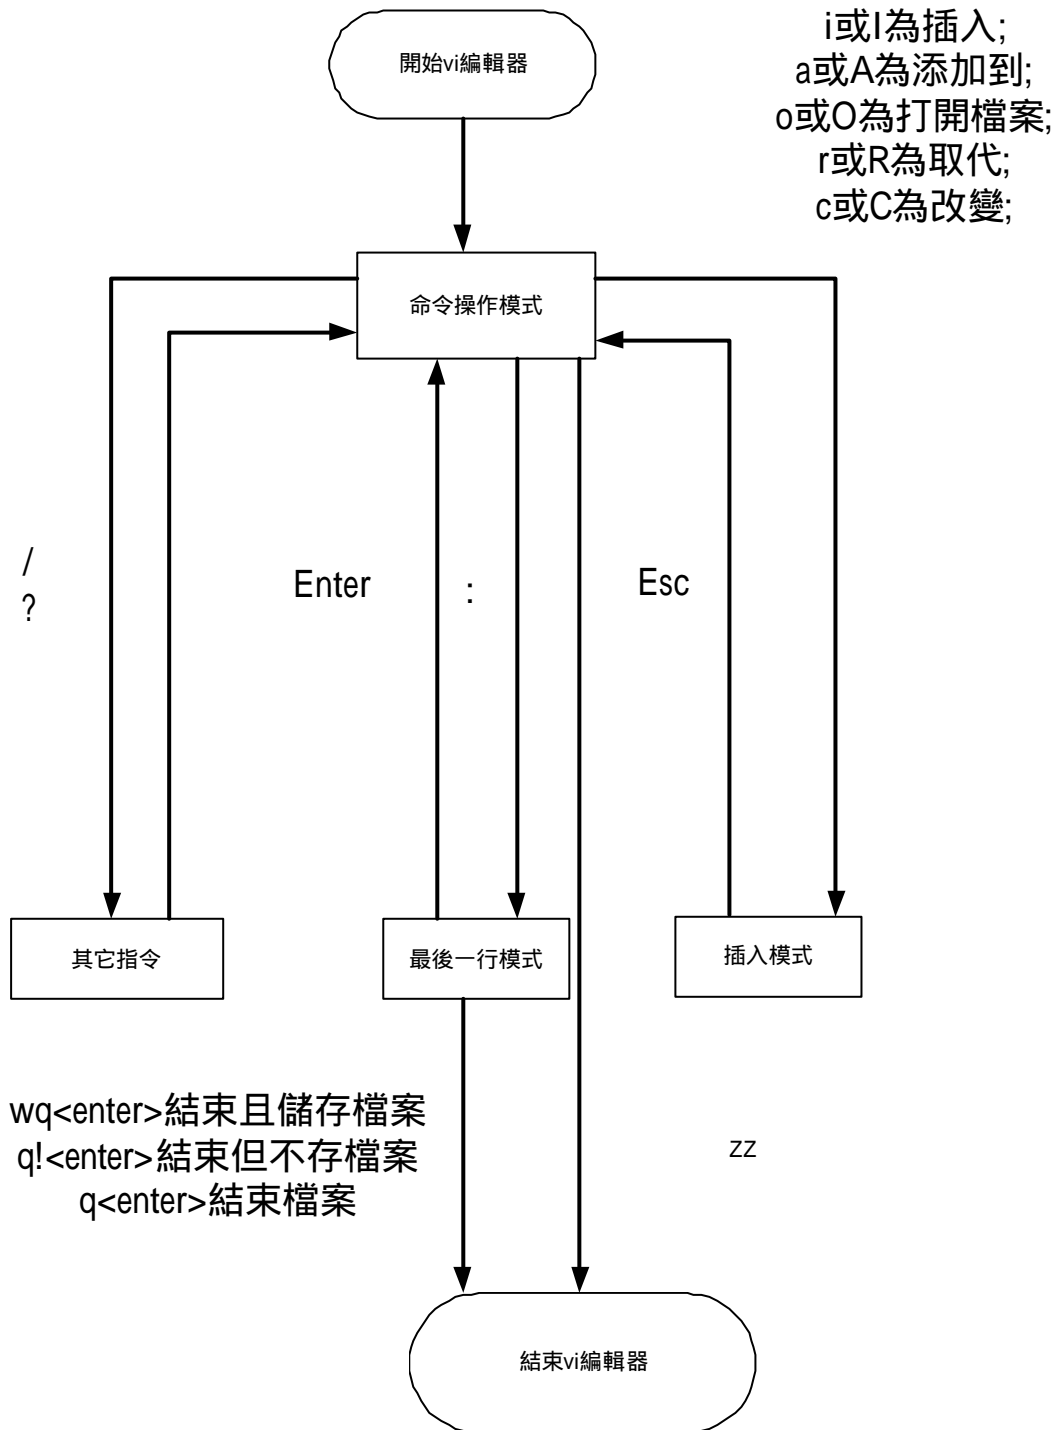 開始vi編輯器
i或I為插入;
a或A為添加到;
o或O為打開檔案;
r或R為取代;
c或C為改變;
命令操作模式
/
?
Enter
:
Esc
其它指令
最後一行模式
插入模式
wq<enter>結束且儲存檔案
q!<enter>結束但不存檔案
q<enter>結束檔案
zz
結束vi編輯器